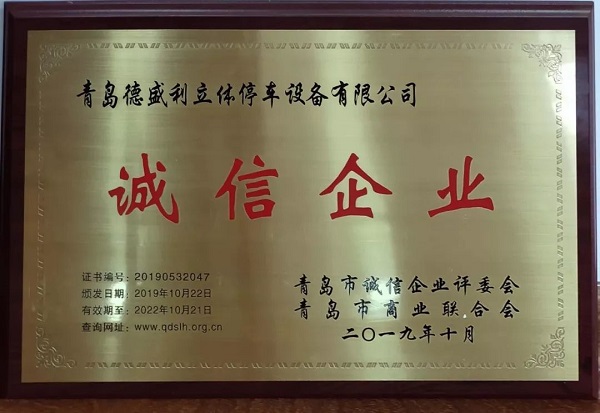 青岛德盛利立体停车设备有限公司
诚信企业
证书编号：20190532047
颁发日期：2019年10月22日
有效期至：2022年10月21日
查询网址：www.qdslh.org.cn
青岛市诚信企业评委会
青岛市商业联合会
二〇一九年十月